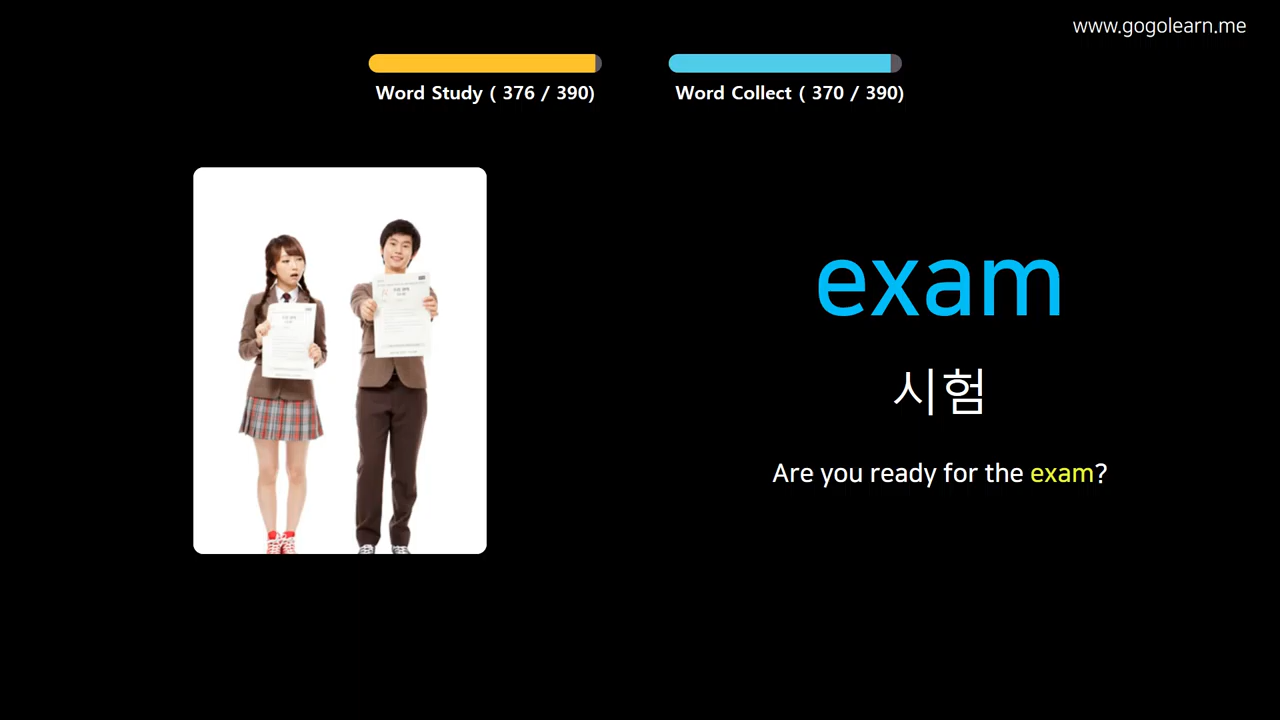 www.gogolearn.me
Word Study ( 376 / 390)
Word Collect ( 370 / 390)
exam
시험
Are you ready for the exam?